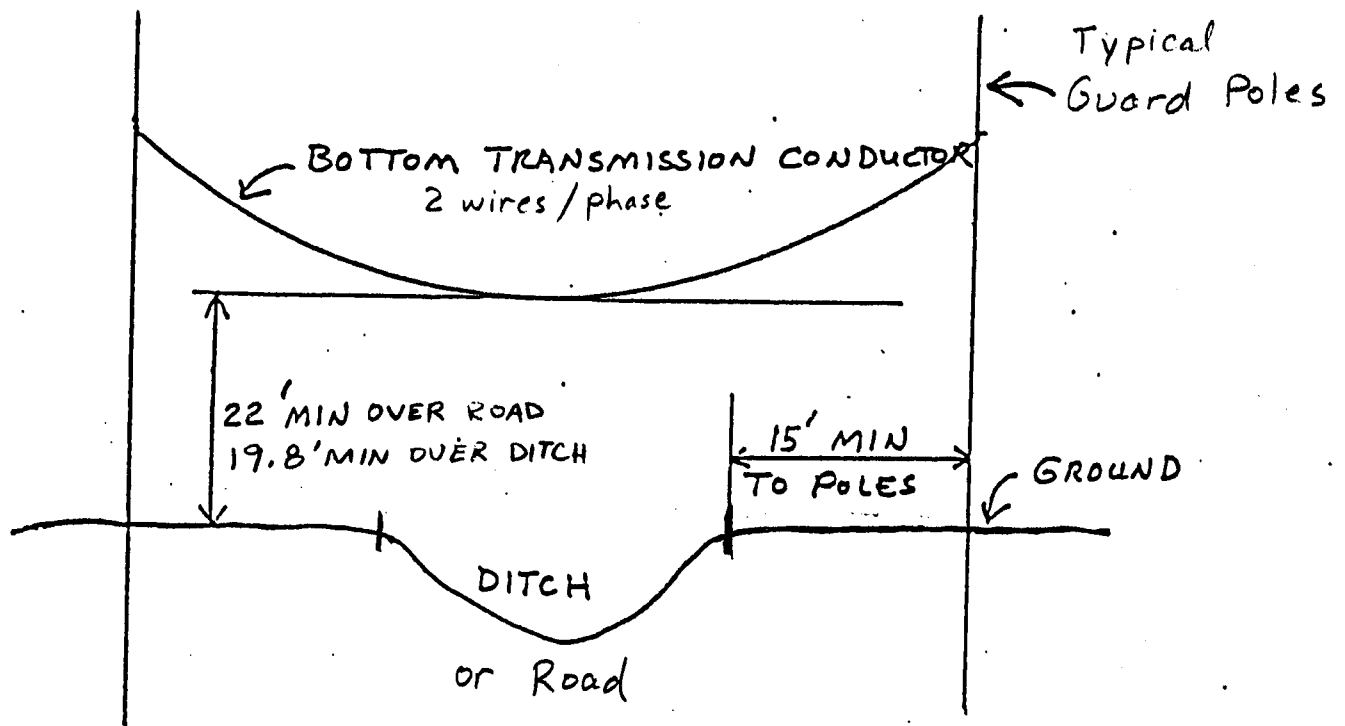 Typical
Guard Poles
BOTTOM TRANSMISSION CONDUCTOR
2 wires/phase
22' MIN OVER ROAD
19.8' MIN OVER DITCH
15' MIN
TO POLES
GROUND
DITCH
or Road